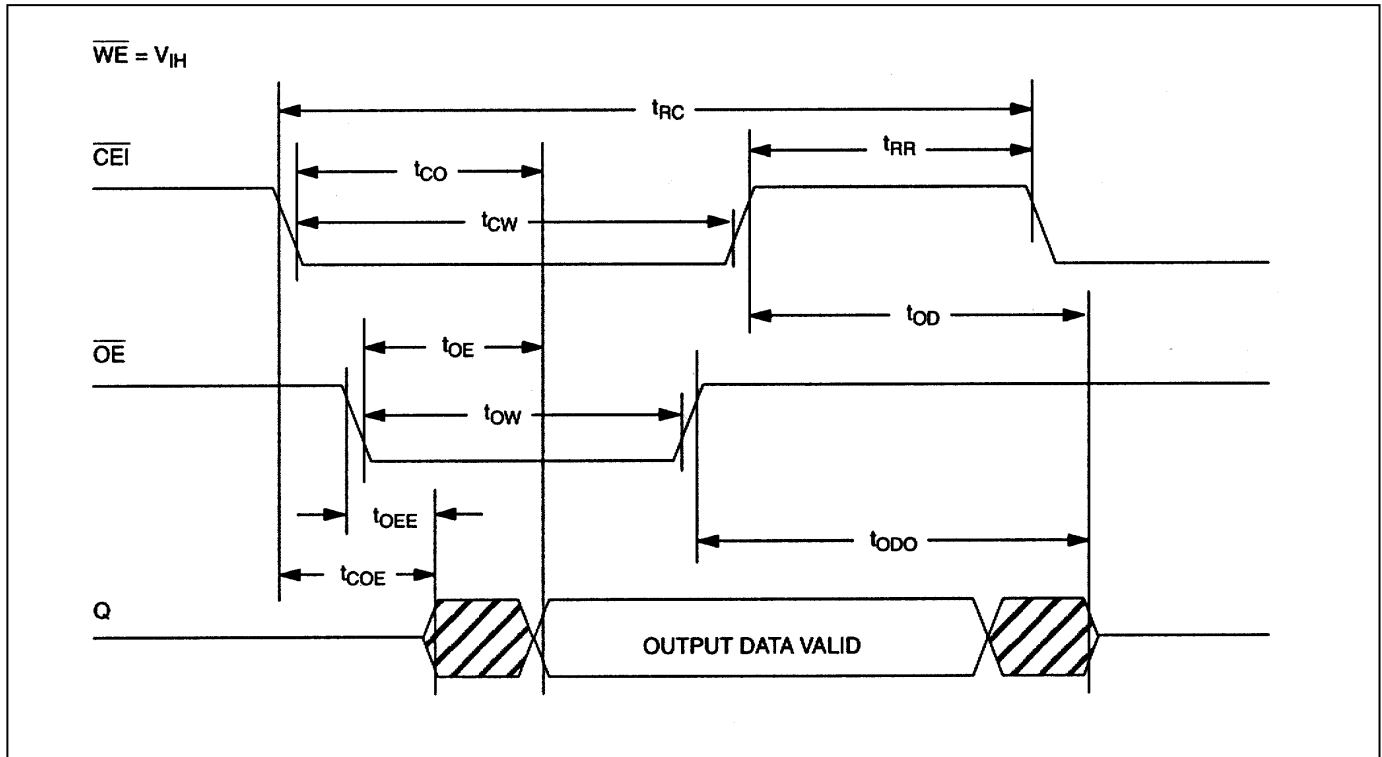 WE = VIH
tRC
CEI
tRR
tCO
tCW
tOD
OE
tOE
tOW
tOEE
tODO
tCOE
Q
OUTPUT DATA VALID